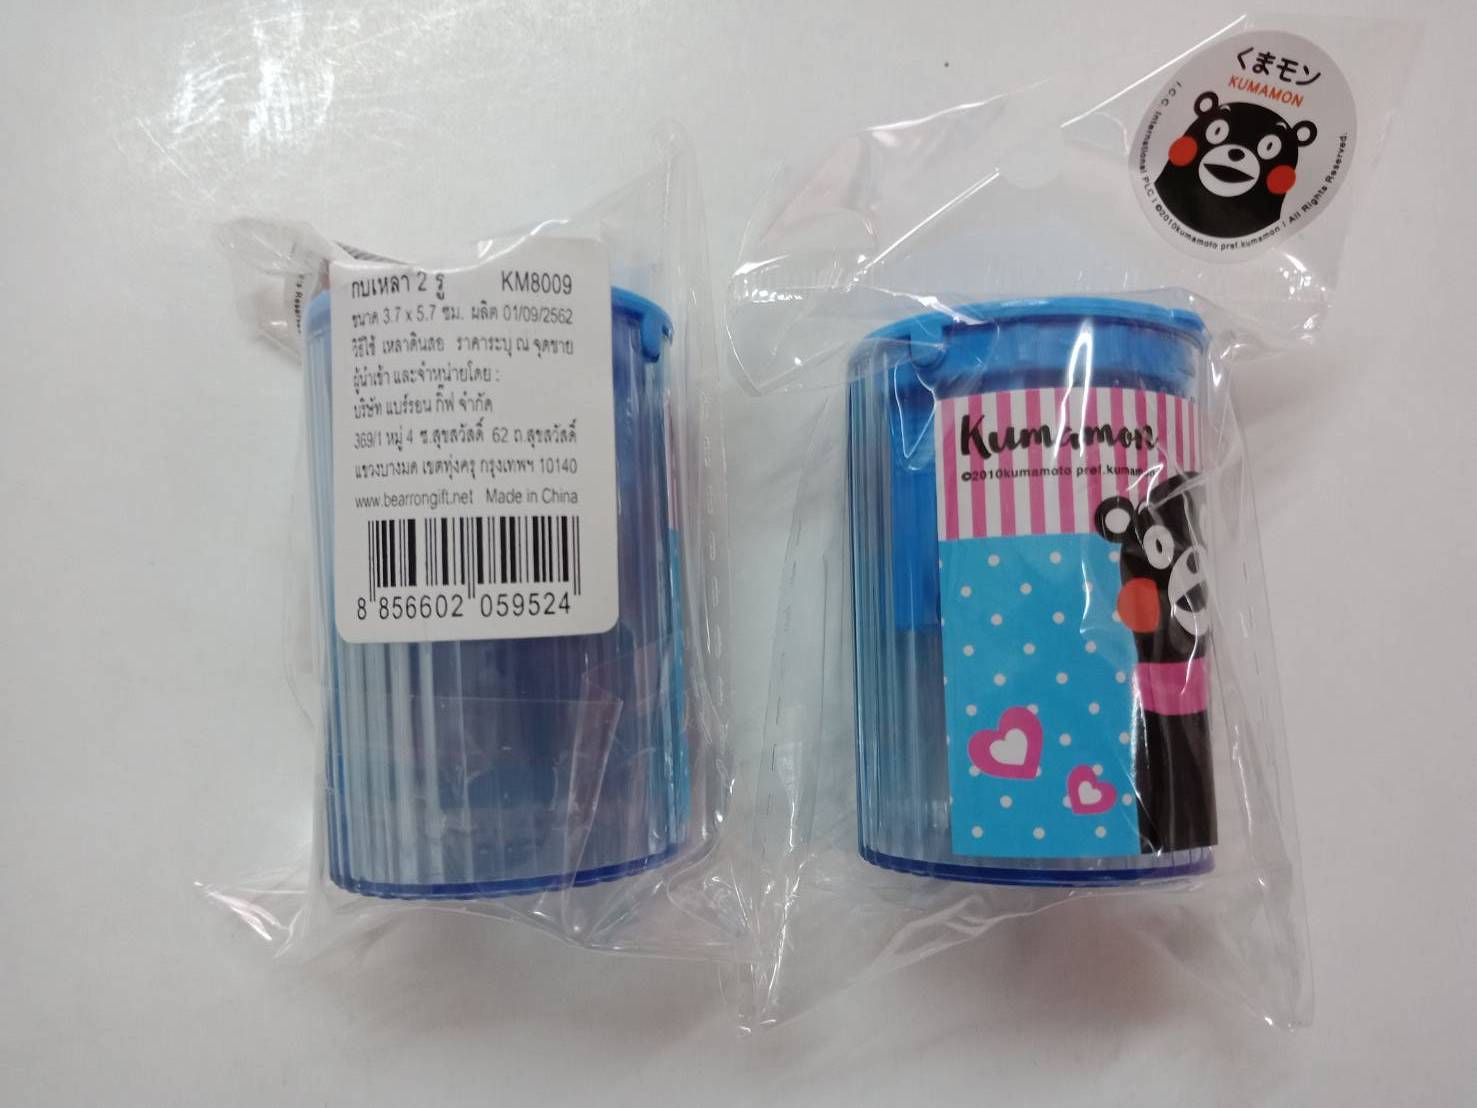 กบเหลา 2 รู KM8009
ขนาด 3.7 x 5.7 ซม. ผลิต 01/09/2562
วิธีใช้ เหลาดินสอ ราคาระบุ ณ จุดขาย
ผู้นำเข้า และจำหน่ายโดย :
บริษัท แบร์รอน กิ๊ฟ จำกัด
369/1 หมู่ 4 ซ.สุขสวัสดิ์ 62 ถ.สุขสวัสดิ์
แขวงบางมด เขตทุ่งครุ กรุงเทพฯ 10140
www.bearrongift.net Made in China
8 856602 059524
くまモン
KUMAMON
I.C.C. International PLC | ©2010kumamoto pref.kumamon | All Rights Reserved.
Kumamon
©2010kumamoto pref.kumamon